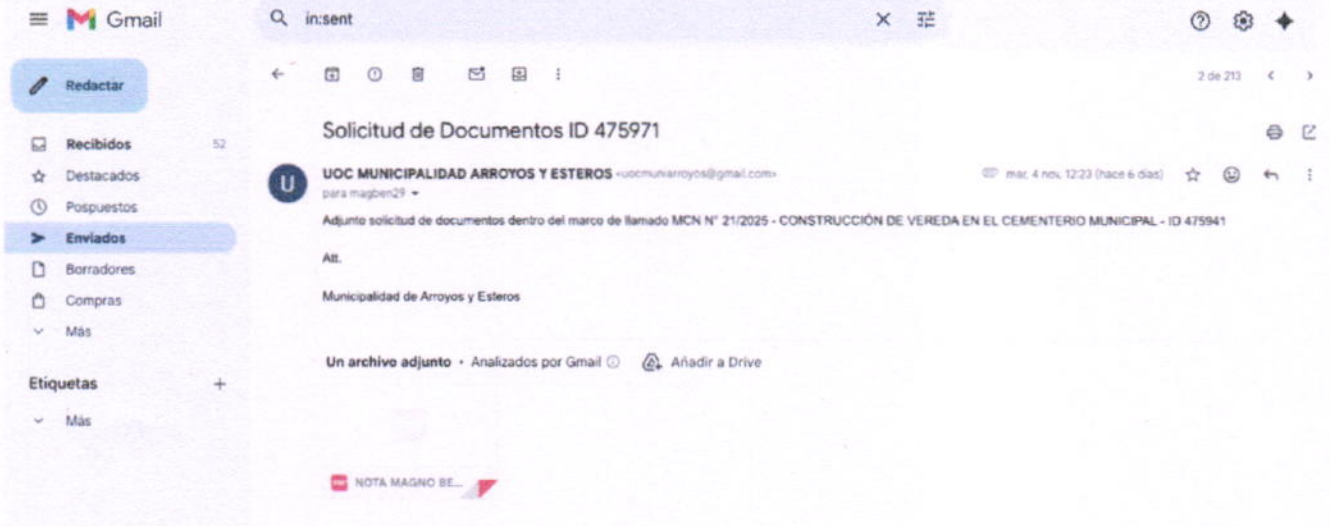 Gmail
in:sent
Redactar
2 de 213
Recibidos 52
Destacados
Pospuestos
Enviados
Borradores
Compras
Más
Etiquetas
Más
Solicitud de Documentos ID 475971
U
UOC MUNICIPALIDAD ARROYOS Y ESTEROS <uocmuniarroyos@gmail.com>
mar, 4 nov, 12:23 (hace 6 días)
para magben29
Adjunto solicitud de documentos dentro del marco de llamado MCN N° 21/2025 - CONSTRUCCIÓN DE VEREDA EN EL CEMENTERIO MUNICIPAL - ID 475941
Att.
Municipalidad de Arroyos y Esteros
Un archivo adjunto • Analizados por Gmail
Añadir a Drive
NOTA MAGNO BE...